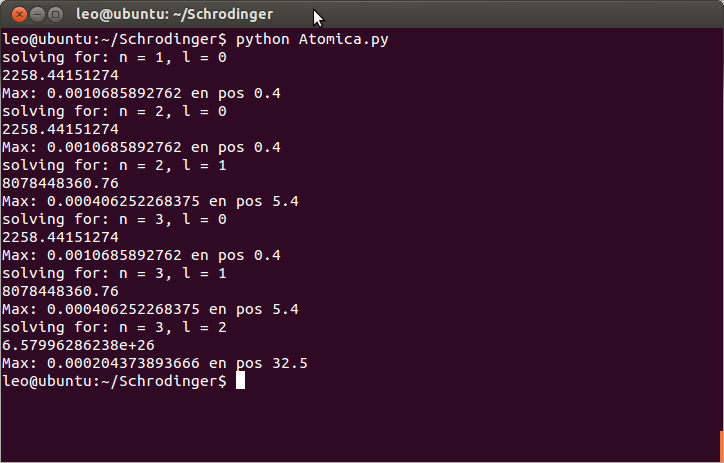 leo@ubuntu: ~/Schrodinger
leo@ubuntu:~/Schrodinger$ python Atomica.py
solving for: n = 1, l = 0
2258.44151274
Max: 0.0010685892762 en pos 0.4
solving for: n = 2, l = 0
2258.44151274
Max: 0.0010685892762 en pos 0.4
solving for: n = 2, l = 1
8078448360.76
Max: 0.000406252268375 en pos 5.4
solving for: n = 3, l = 0
2258.44151274
Max: 0.0010685892762 en pos 0.4
solving for: n = 3, l = 1
8078448360.76
Max: 0.000406252268375 en pos 5.4
solving for: n = 3, l = 2
6.57996286238e+26
Max: 0.000204373893666 en pos 32.5
leo@ubuntu:~/Schrodinger$